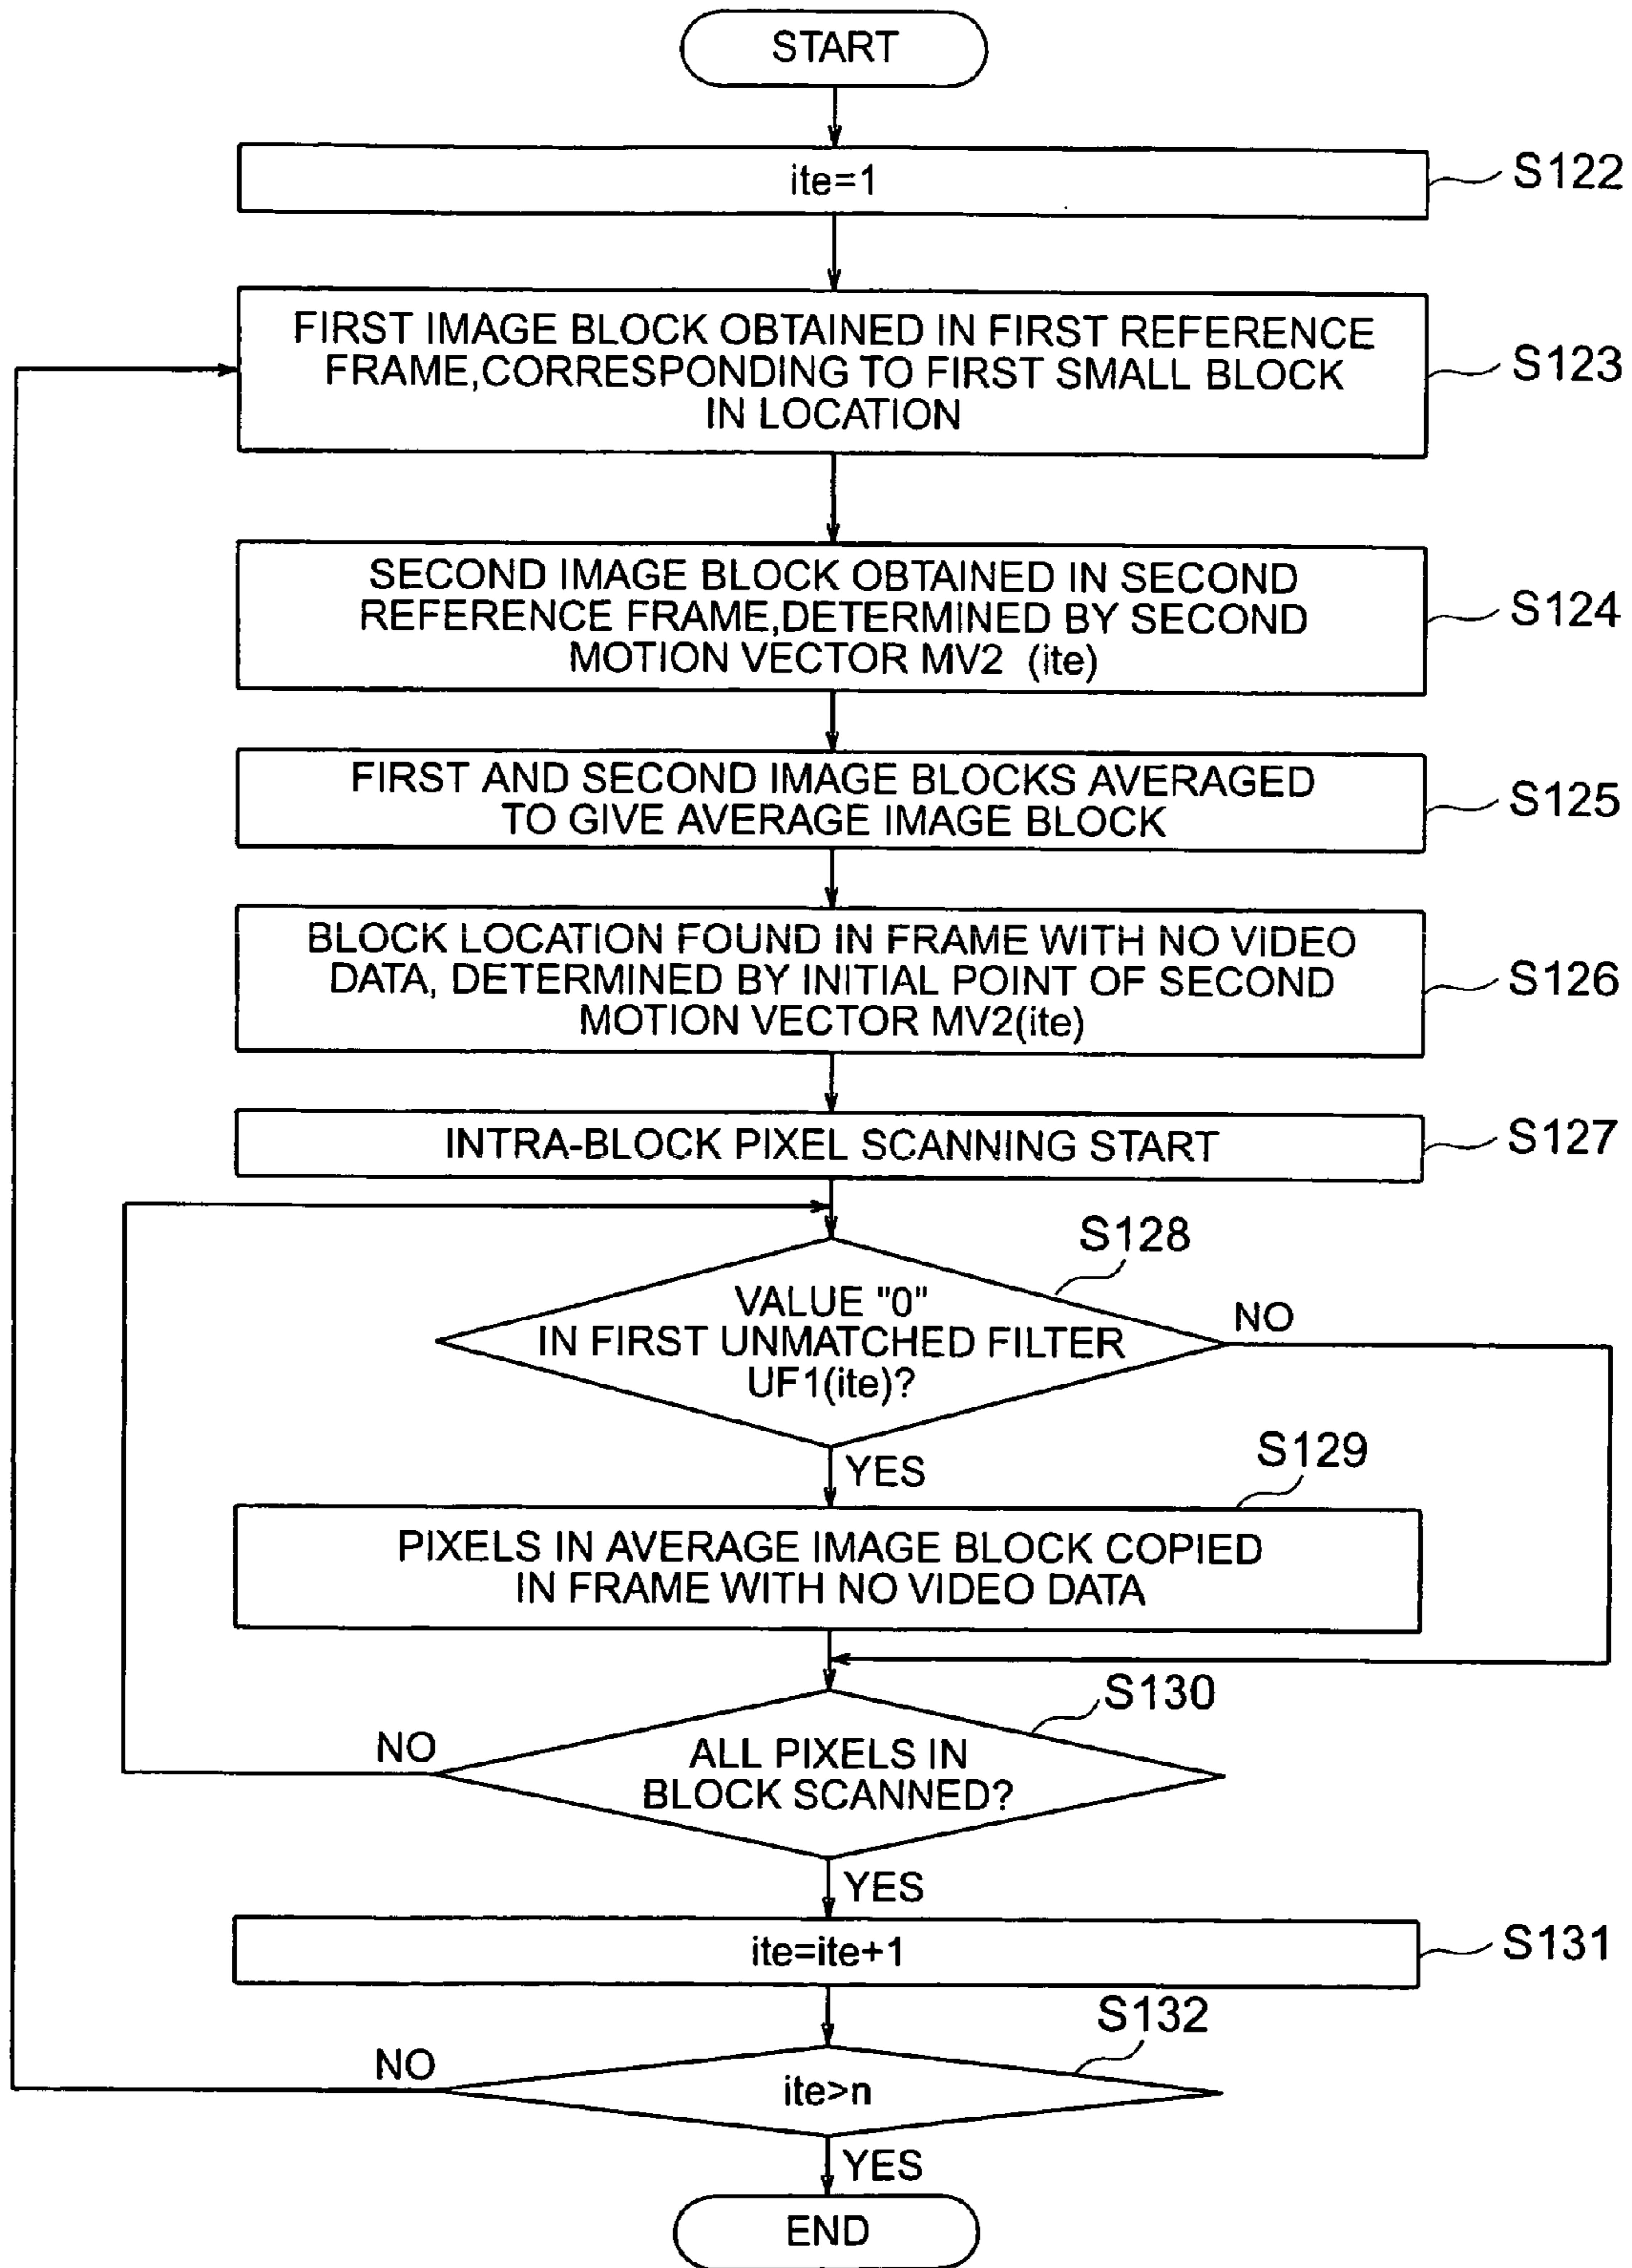 START
ite=1
S122
FIRST IMAGE BLOCK OBTAINED IN FIRST REFERENCE
FRAME,CORRESPONDING TO FIRST SMALL BLOCK
IN LOCATION
S123
SECOND IMAGE BLOCK OBTAINED IN SECOND
REFERENCE FRAME,DETERMINED BY SECOND
MOTION VECTOR MV2 (ite)
S124
FIRST AND SECOND IMAGE BLOCKS AVERAGED
TO GIVE AVERAGE IMAGE BLOCK
S125
BLOCK LOCATION FOUND IN FRAME WITH NO VIDEO
DATA, DETERMINED BY INITIAL POINT OF SECOND
MOTION VECTOR MV2(ite)
S126
INTRA-BLOCK PIXEL SCANNING START
S127
S128
VALUE "0"
IN FIRST UNMATCHED FILTER
UF1(ite)?
NO
YES
S129
PIXELS IN AVERAGE IMAGE BLOCK COPIED
IN FRAME WITH NO VIDEO DATA
S130
NO
ALL PIXELS IN
BLOCK SCANNED?
YES
ite=ite+1
S131
S132
NO
ite>n
YES
END